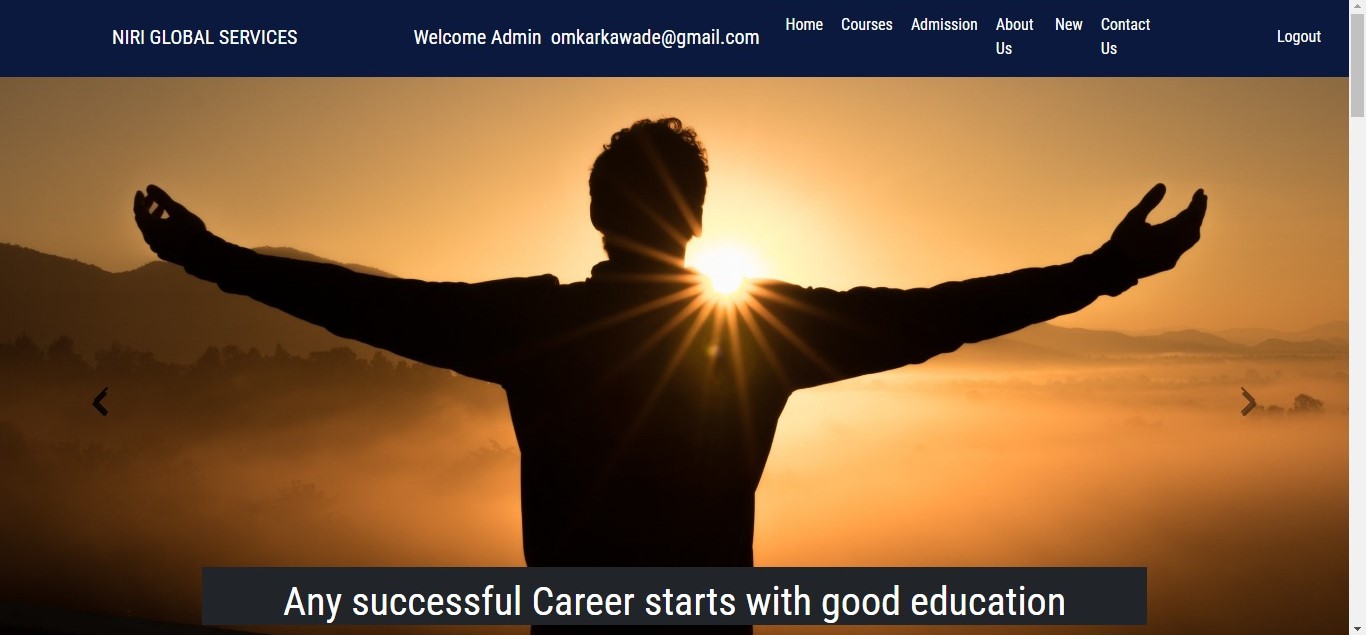 NIRI GLOBAL SERVICES
Welcome Admin omkarkawade@gmail.com
Home
Courses
Admission
About
Us
New
Contact
Us
Logout
Any successful Career starts with good education